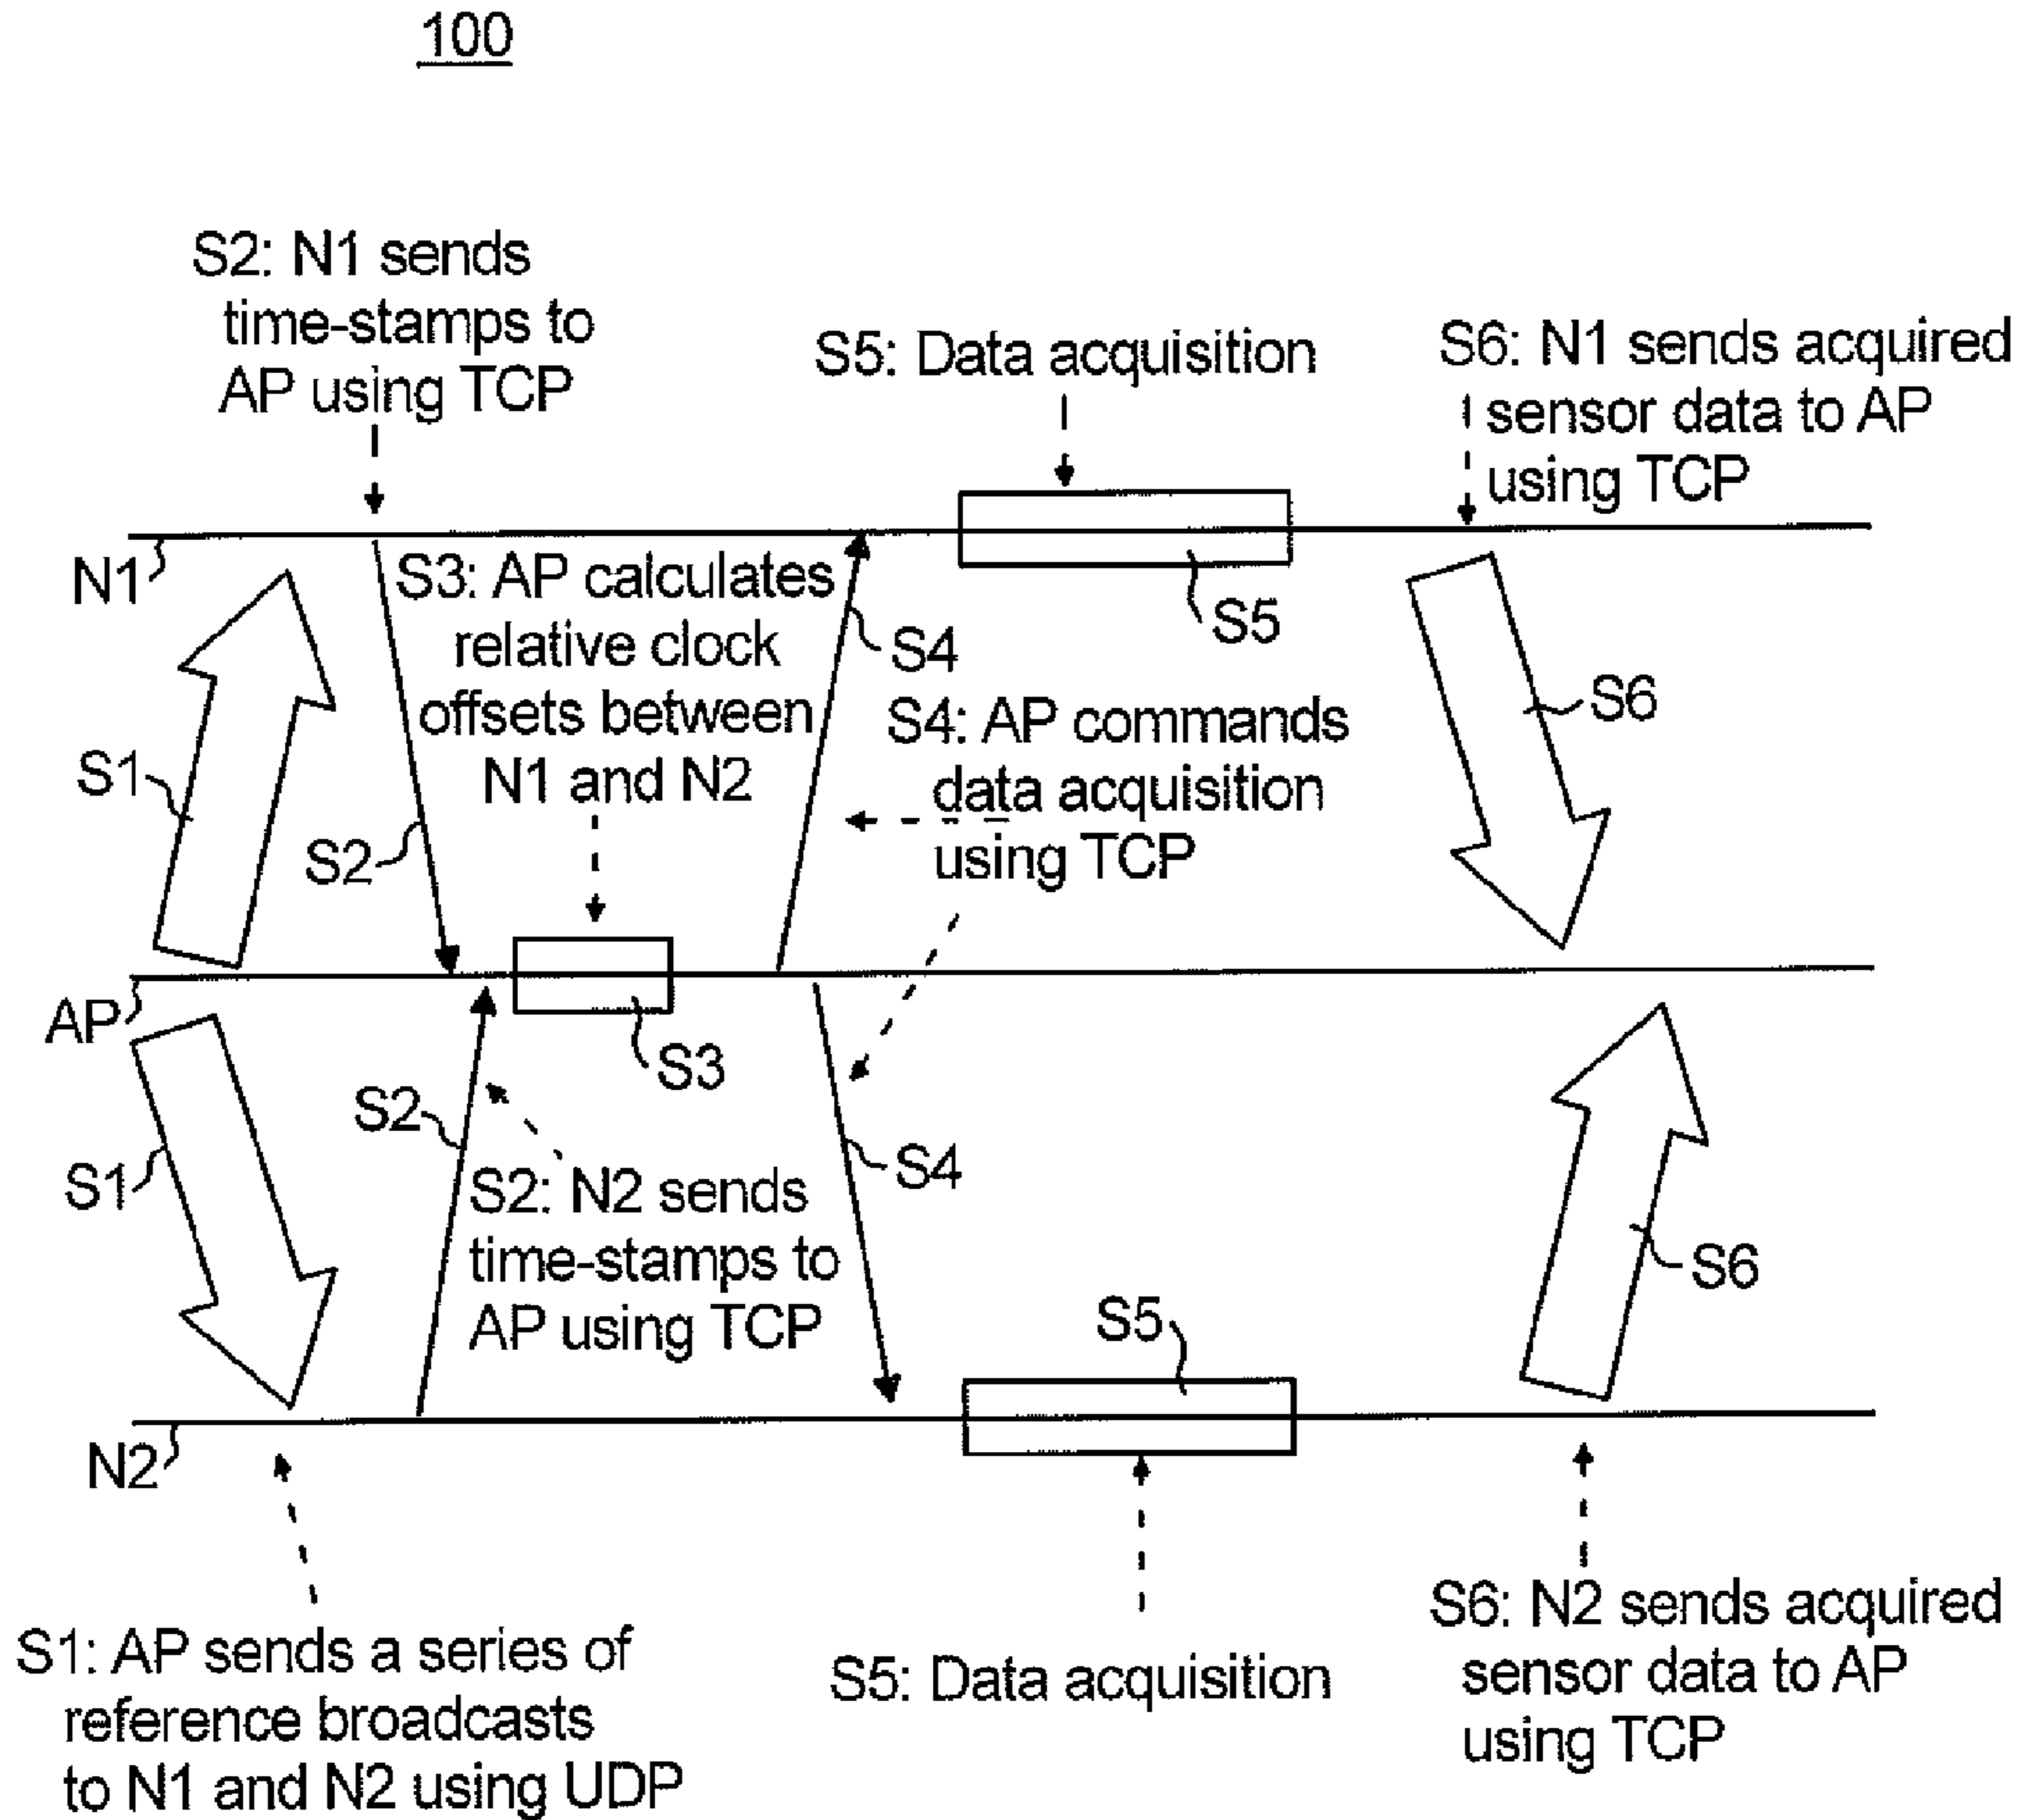 100
S2: N1 sends
time-stamps to
AP using TCP
S5: Data acquisition
S6: N1 sends acquired
sensor data to AP
using TCP
N1
S3: AP calculates
relative clock
offsets between
N1 and N2
S5
S4
S4: AP commands
data acquisition
using TCP
S6
S1
S2
AP
S3
S2
S1
S2: N2 sends
time-stamps to
AP using TCP
S4
S6
S5
N2
S1: AP sends a series of
reference broadcasts
to N1 and N2 using UDP
S5: Data acquisition
S6: N2 sends acquired
sensor data to AP
using TCP